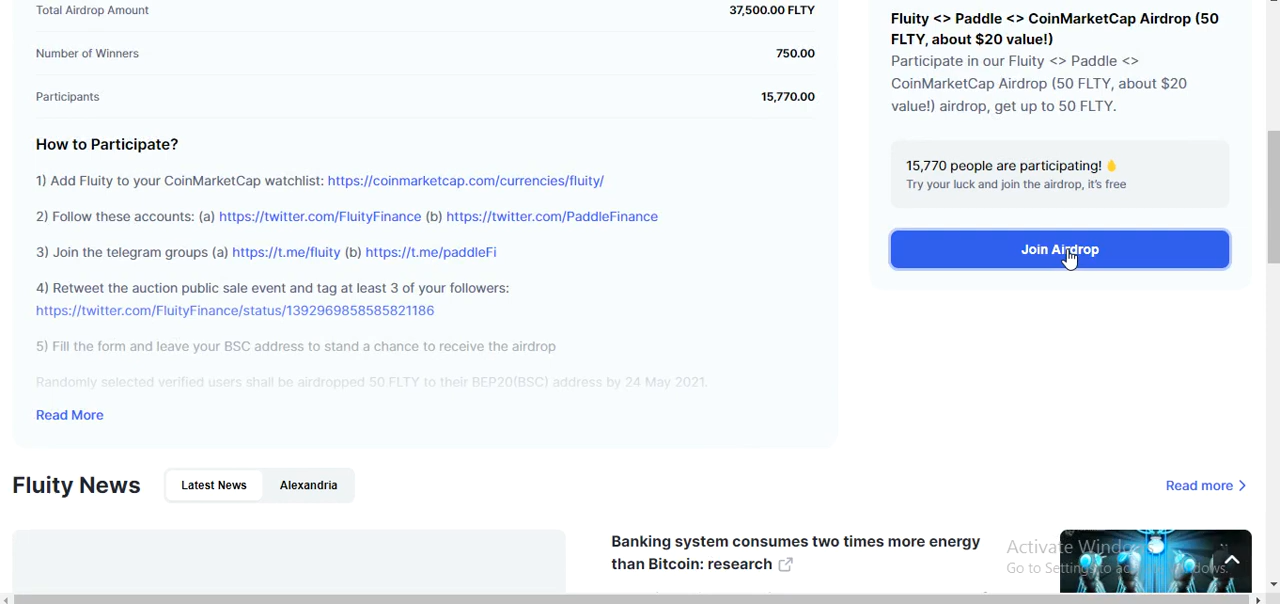 Total Airdrop Amount 37,500.00 FLTY
Number of Winners 750.00
Participants 15,770.00
How to Participate?
1) Add Fluity to your CoinMarketCap watchlist: https://coinmarketcap.com/currencies/fluity/
2) Follow these accounts: (a) https://twitter.com/FluityFinance (b) https://twitter.com/PaddleFinance
3) Join the telegram groups (a) https://t.me/fluity (b) https://t.me/paddleFi
4) Retweet the auction public sale event and tag at least 3 of your followers:
https://twitter.com/FluityFinance/status/1392969858585821186
5) Fill the form and leave your BSC address to stand a chance to receive the airdrop
Randomly selected verified users shall be airdropped 50 FLTY to their BEP20(BSC) address by 24 May 2021.
Read More
Fluity <> Paddle <> CoinMarketCap Airdrop (50
FLTY, about $20 value!)
Participate in our Fluity <> Paddle <>
CoinMarketCap Airdrop (50 FLTY, about $20
value!) airdrop, get up to 50 FLTY.
15,770 people are participating!
Try your luck and join the airdrop, it's free
Join Airdrop
Fluity News Latest News Alexandria Read more
Banking system consumes two times more energy
than Bitcoin: research
Activate Windows
Go to Settings to activate Windows.